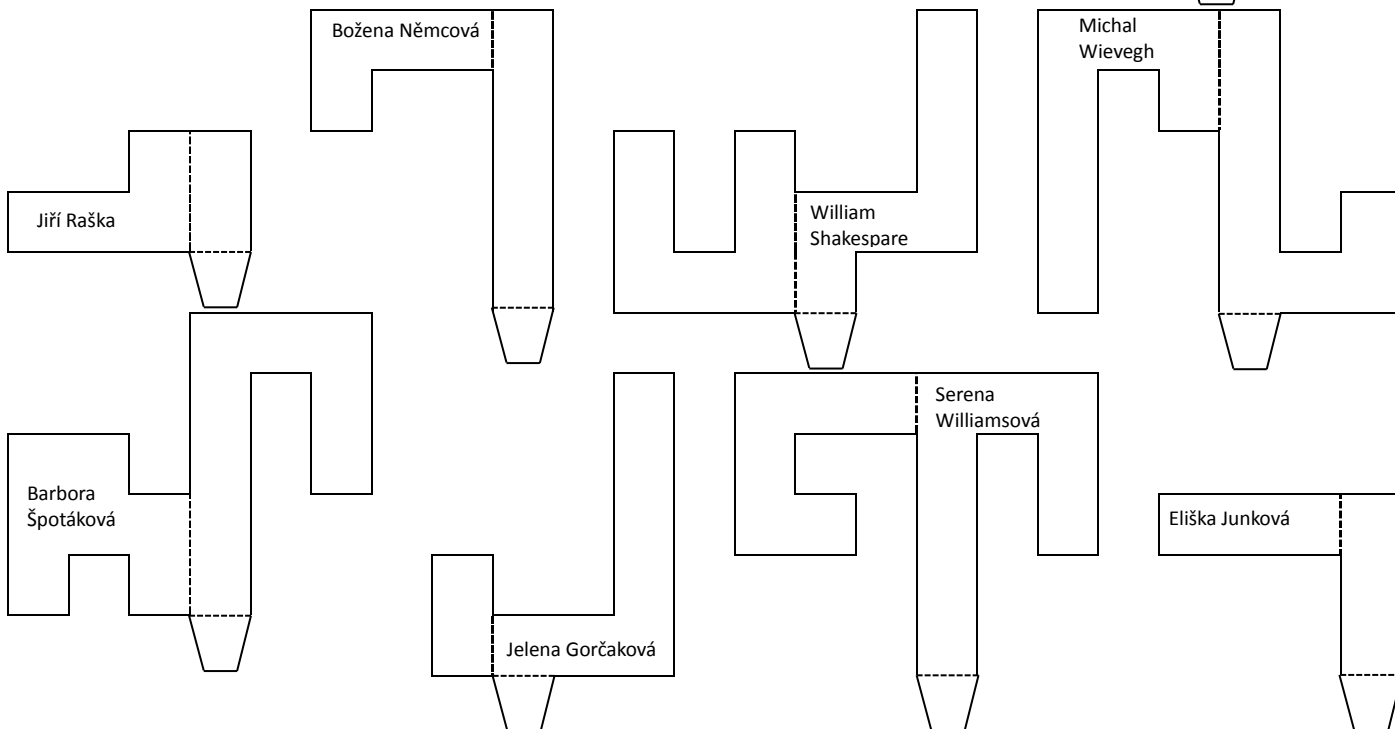 Božena Němcová
Michal
Wievegh
Jiří Raška
William
Shakespare
Serena
Williamsová
Barbora
Špotáková
Eliška Junková
Jelena Gorčaková